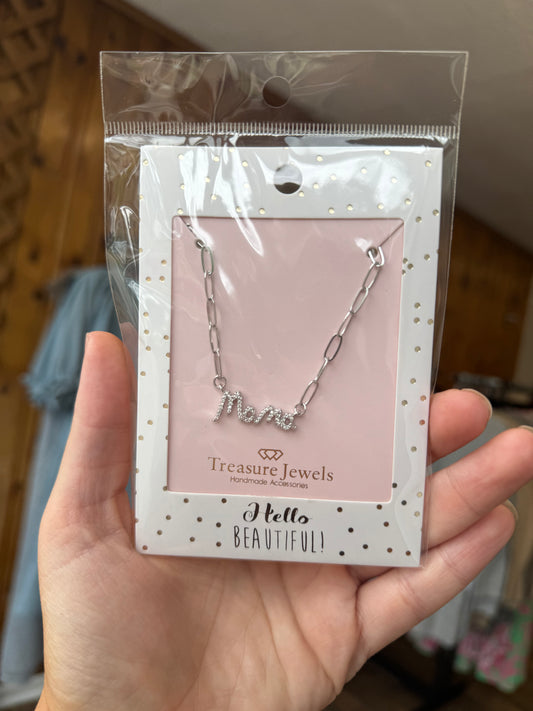 Mama
Treasure Jewels
Handmade Accessories
Hello
BEAUTIFUL!